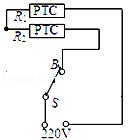 R₁ PTC
R₂ PTC
B
S
220V